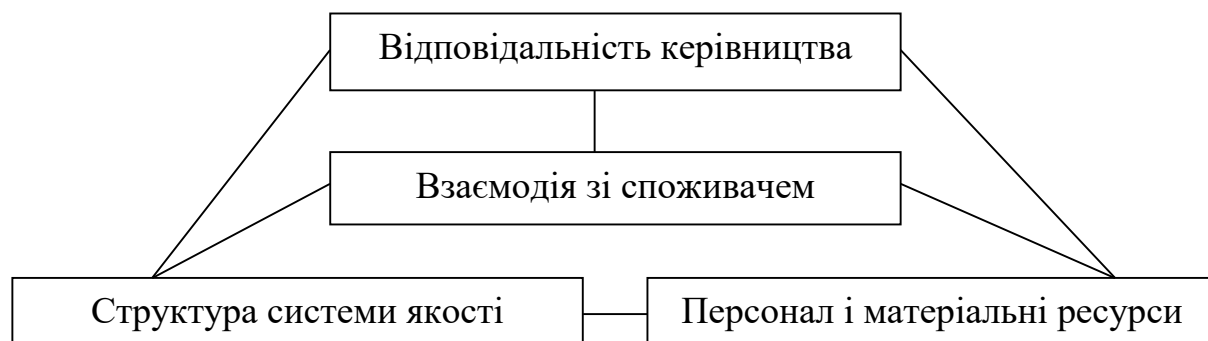 Відповідальність керівництва
Взаємодія зі споживачем
Структура системи якості
Персонал і матеріальні ресурси